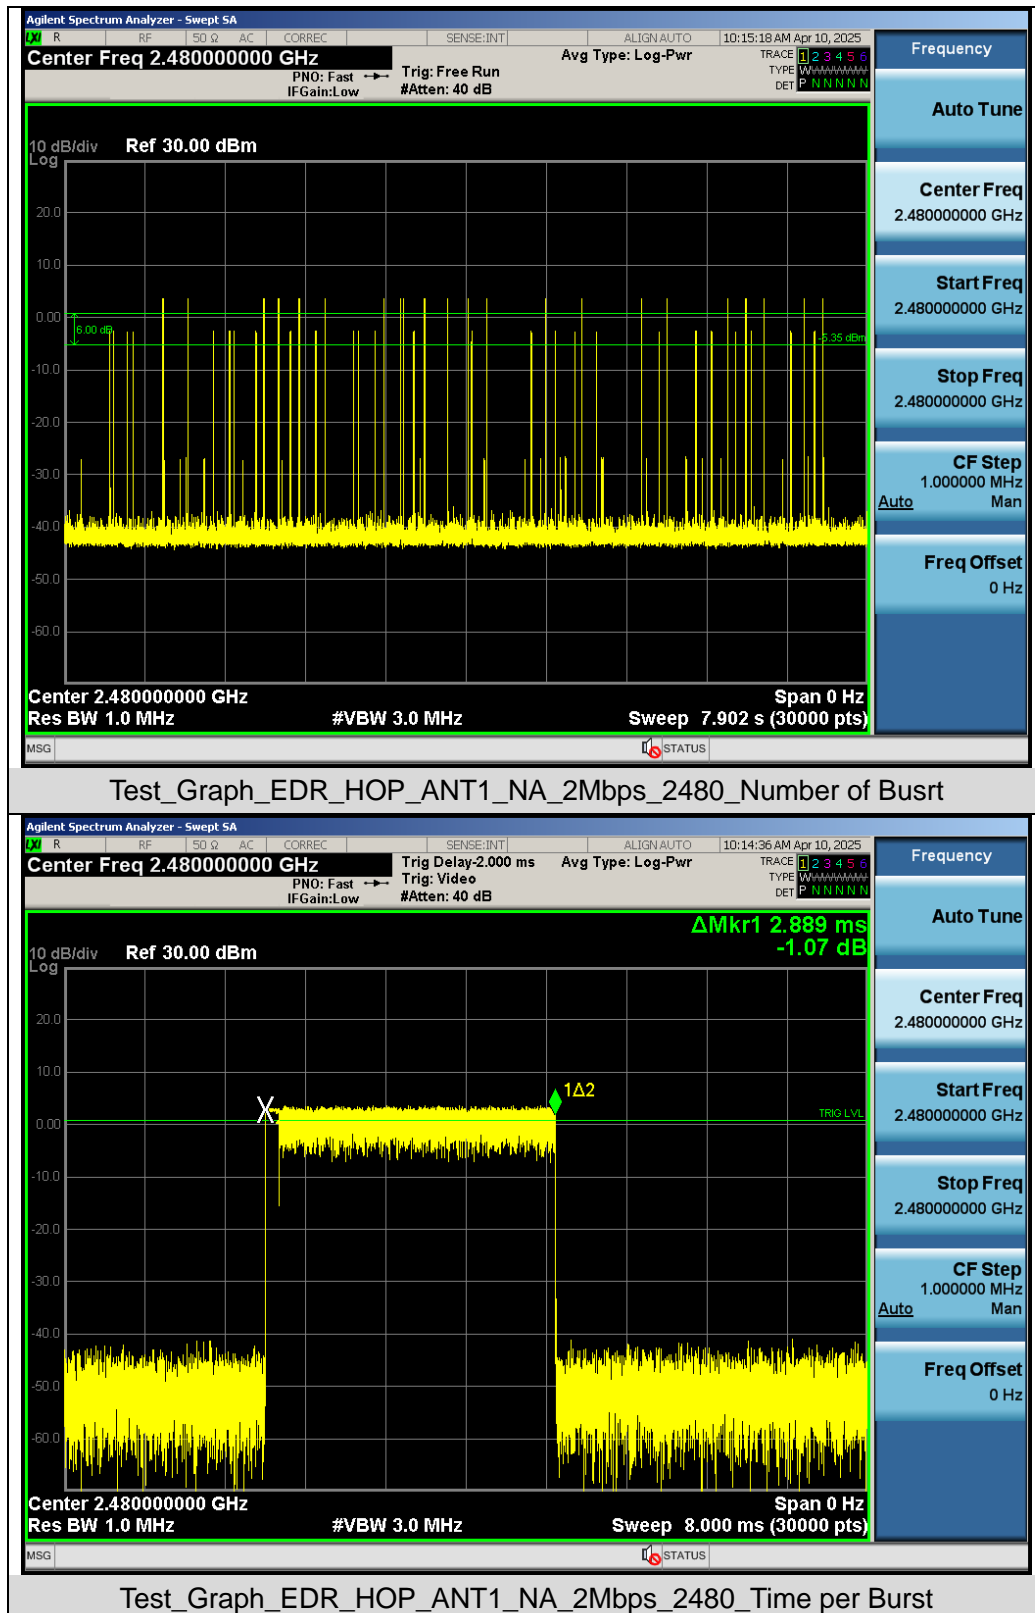 Agilent Spectrum Analyzer - Swept SA
LXI R RF 50 Ω AC CORREC SENSE:INT ALIGN AUTO 10:15:18 AM Apr 10, 2025
Center Freq 2.480000000 GHz Avg Type: Log-Pwr TRACE 1 2 3 4 5 6
PNO: Fast Trig: Free Run TYPE WWWWWW
IFGain:Low #Atten: 40 dB DET P N N N N N
Frequency
Auto Tune
Center Freq
2.480000000 GHz
Start Freq
2.480000000 GHz
Stop Freq
2.480000000 GHz
CF Step
1.000000 MHz
Auto Man
Freq Offset
0 Hz
10 dB/div Ref 30.00 dBm
Log
20.0
10.0
0.00
6.00 dB
-5.35 dBm
-10.0
-20.0
-30.0
-40.0
-50.0
-60.0
Center 2.480000000 GHz Span 0 Hz
Res BW 1.0 MHz #VBW 3.0 MHz Sweep 7.902 s (30000 pts)
MSG STATUS
Test_Graph_EDR_HOP_ANT1_NA_2Mbps_2480_Number of Busrt
Agilent Spectrum Analyzer - Swept SA
LXI R RF 50 Ω AC CORREC SENSE:INT ALIGN AUTO 10:14:36 AM Apr 10, 2025
Center Freq 2.480000000 GHz Trig Delay-2.000 ms Avg Type: Log-Pwr TRACE 1 2 3 4 5 6
PNO: Fast Trig: Video TYPE WWWWWW
IFGain:Low #Atten: 40 dB DET P N N N N N
Frequency
Auto Tune
Center Freq
2.480000000 GHz
Start Freq
2.480000000 GHz
Stop Freq
2.480000000 GHz
CF Step
1.000000 MHz
Auto Man
Freq Offset
0 Hz
ΔMkr1 2.889 ms
-1.07 dB
10 dB/div Ref 30.00 dBm
Log
20.0
10.0
1Δ2
TRIG LVL
0.00
-10.0
-20.0
-30.0
-40.0
-50.0
-60.0
Center 2.480000000 GHz Span 0 Hz
Res BW 1.0 MHz #VBW 3.0 MHz Sweep 8.000 ms (30000 pts)
MSG STATUS
Test_Graph_EDR_HOP_ANT1_NA_2Mbps_2480_Time per Burst